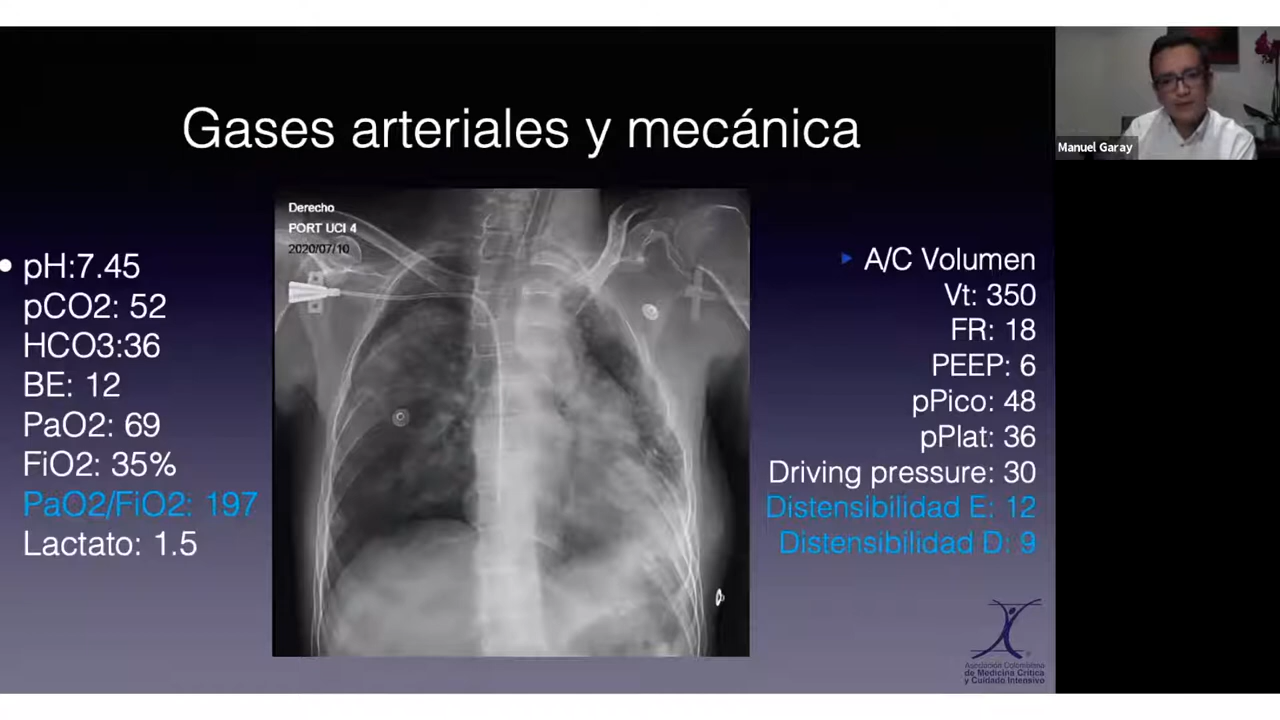 Gases arteriales y mecánica
Derecho
PORT UCI 4
2020/07/10
pH:7.45
pCO2: 52
HCO3:36
BE: 12
PaO2: 69
FiO2: 35%
PaO2/FiO2: 197
Lactato: 1.5
A/C Volumen
Vt: 350
FR: 18
PEEP: 6
pPico: 48
pPlat: 36
Driving pressure: 30
Distensibilidad E: 12
Distensibilidad D: 9
Asociación Colombiana
de Medicina Crítica
y Cuidado Intensivo
Manuel Garay